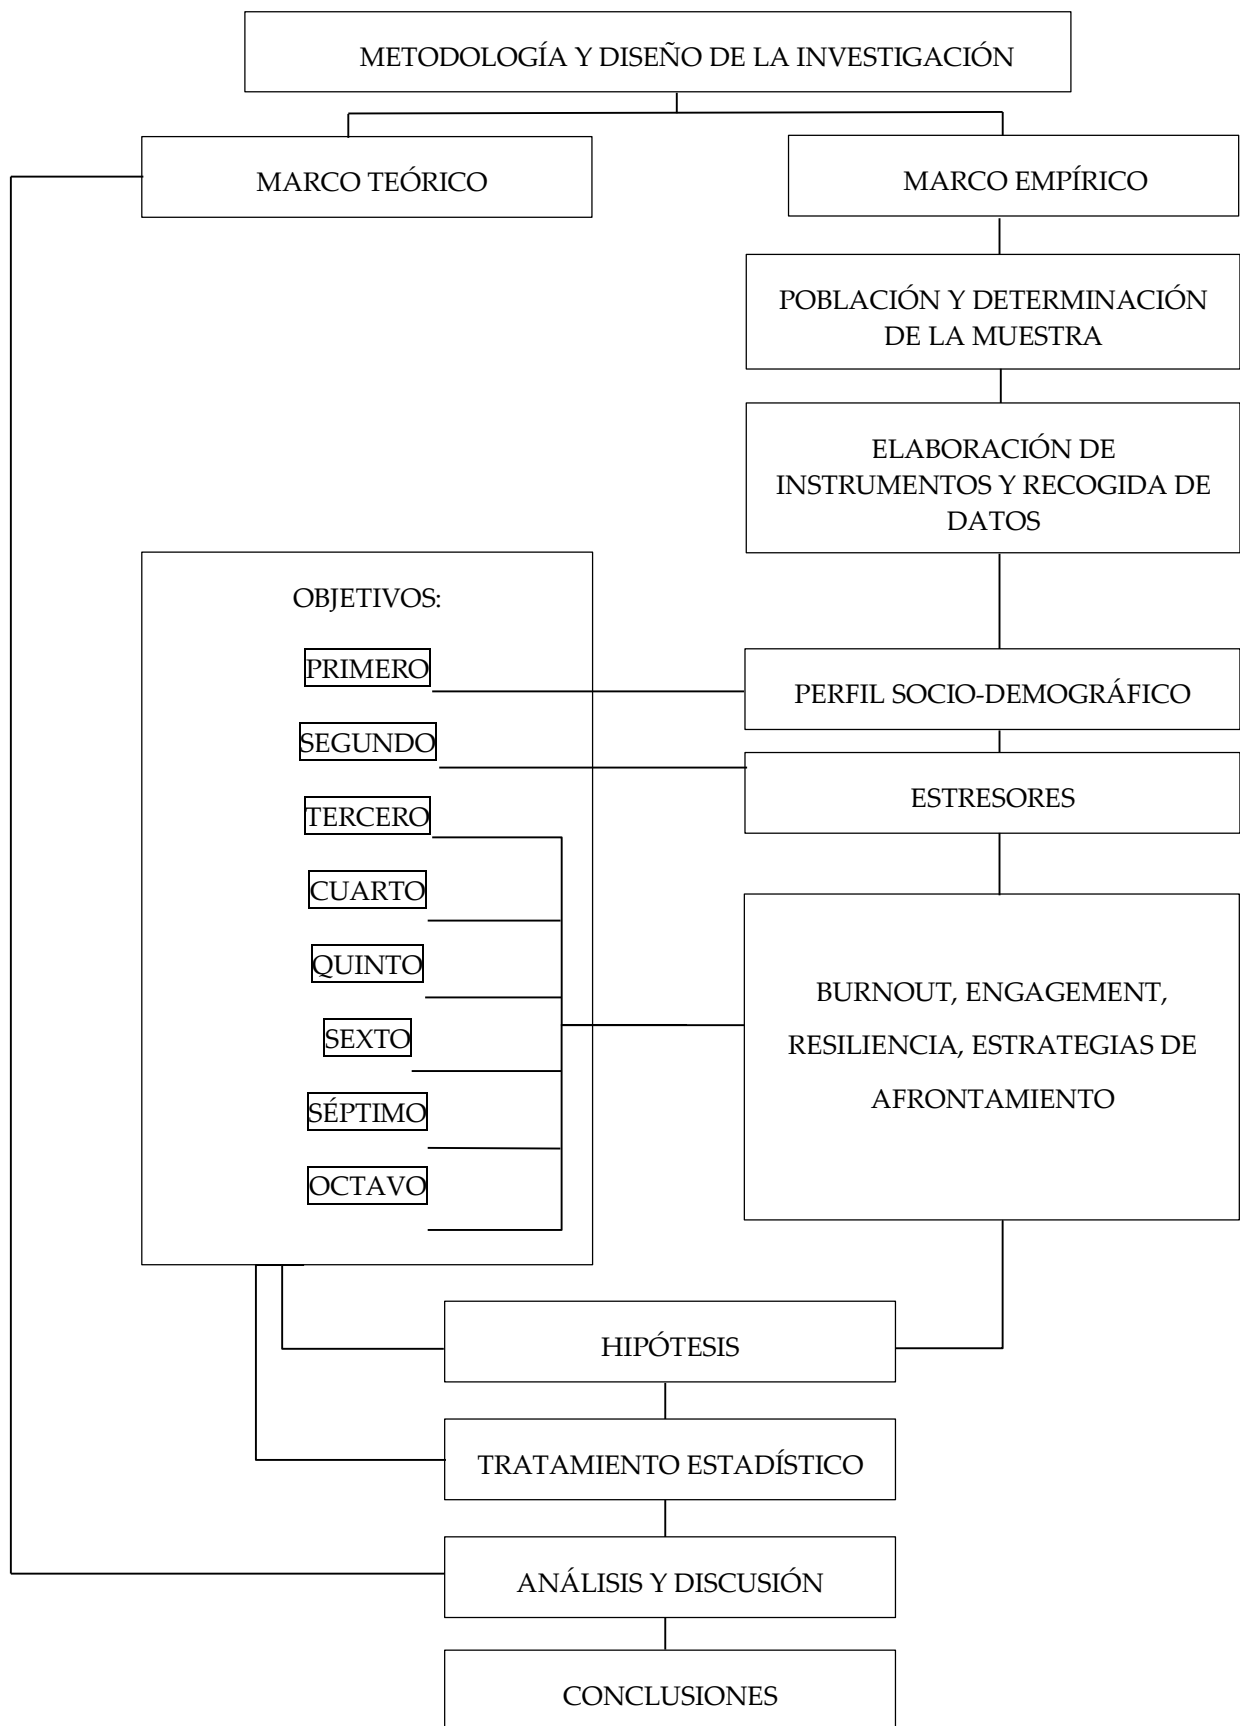 METODOLOGÍA Y DISEÑO DE LA INVESTIGACIÓN
MARCO TEÓRICO
MARCO EMPÍRICO
POBLACIÓN Y DETERMINACIÓN
DE LA MUESTRA
ELABORACIÓN DE
INSTRUMENTOS Y RECOGIDA DE
DATOS
OBJETIVOS:
PRIMERO
SEGUNDO
TERCERO
CUARTO
QUINTO
SEXTO
SÉPTIMO
OCTAVO
PERFIL SOCIO-DEMOGRÁFICO
ESTRESORES
BURNOUT, ENGAGEMENT,
RESILIENCIA, ESTRATEGIAS DE
AFRONTAMIENTO
HIPÓTESIS
TRATAMIENTO ESTADÍSTICO
ANÁLISIS Y DISCUSIÓN
CONCLUSIONES